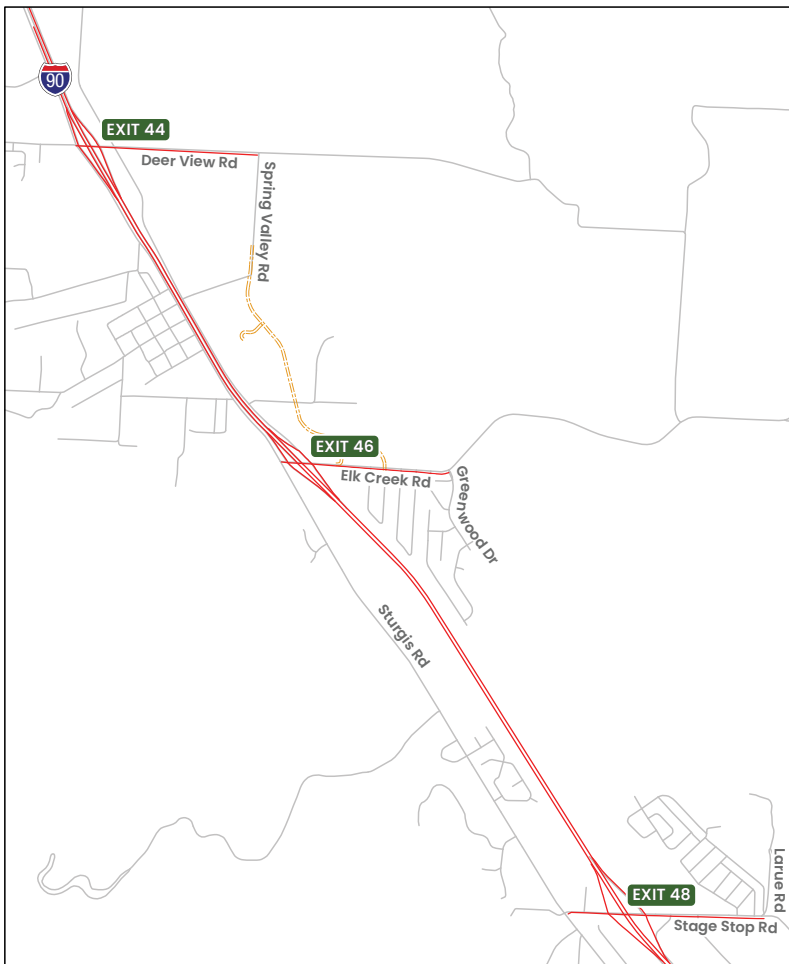 90
EXIT 44
Deer View Rd
Spring Valley Rd
EXIT 46
Elk Creek Rd
Greenwood Dr
Sturgis Rd
Larue Rd
EXIT 48
Stage Stop Rd